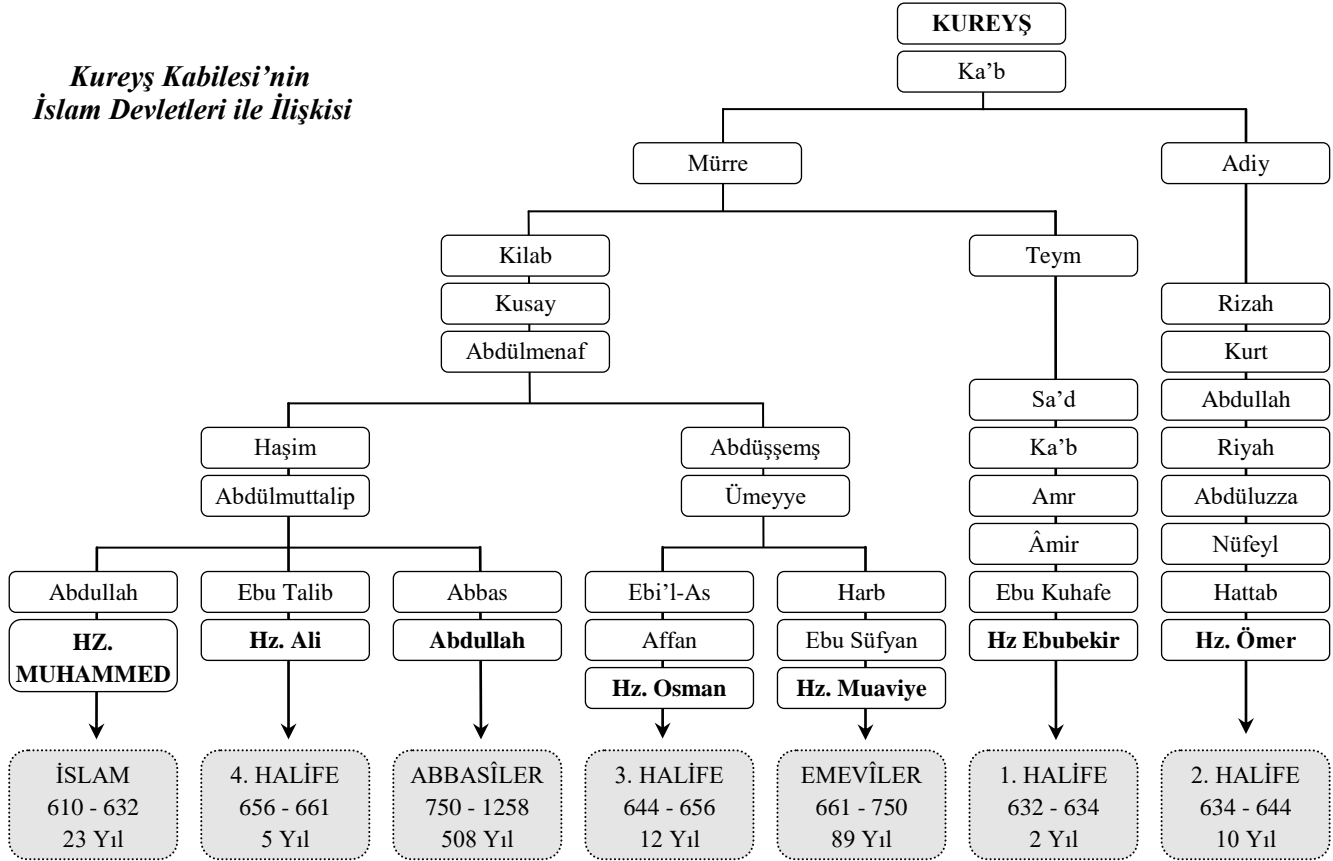 KUREYŞ
Ka’b
Kureyş Kabilesi’nin
İslam Devletleri ile İlişkisi
Mürre
Adiy
Kilab
Teym
Kusay
Rizah
Abdülmenaf
Kurt
Sa’d
Abdullah
Haşim
Abdüşşemş
Ka’b
Riyah
Abdülmuttalip
Ümeyye
Amr
Abdüluzza
Âmir
Nüfeyl
Abdullah
Ebu Talib
Abbas
Ebi’l-As
Harb
Ebu Kuhafe
Hattab
HZ.
MUHAMMED
Hz. Ali
Abdullah
Affan
Ebu Süfyan
Hz Ebubekir
Hz. Ömer
Hz. Osman
Hz. Muaviye
İSLAM
610 - 632
23 Yıl
4. HALİFE
656 - 661
5 Yıl
ABBASÎLER
750 - 1258
508 Yıl
3. HALİFE
644 - 656
12 Yıl
EMEVÎLER
661 - 750
89 Yıl
1. HALİFE
632 - 634
2 Yıl
2. HALİFE
634 - 644
10 Yıl